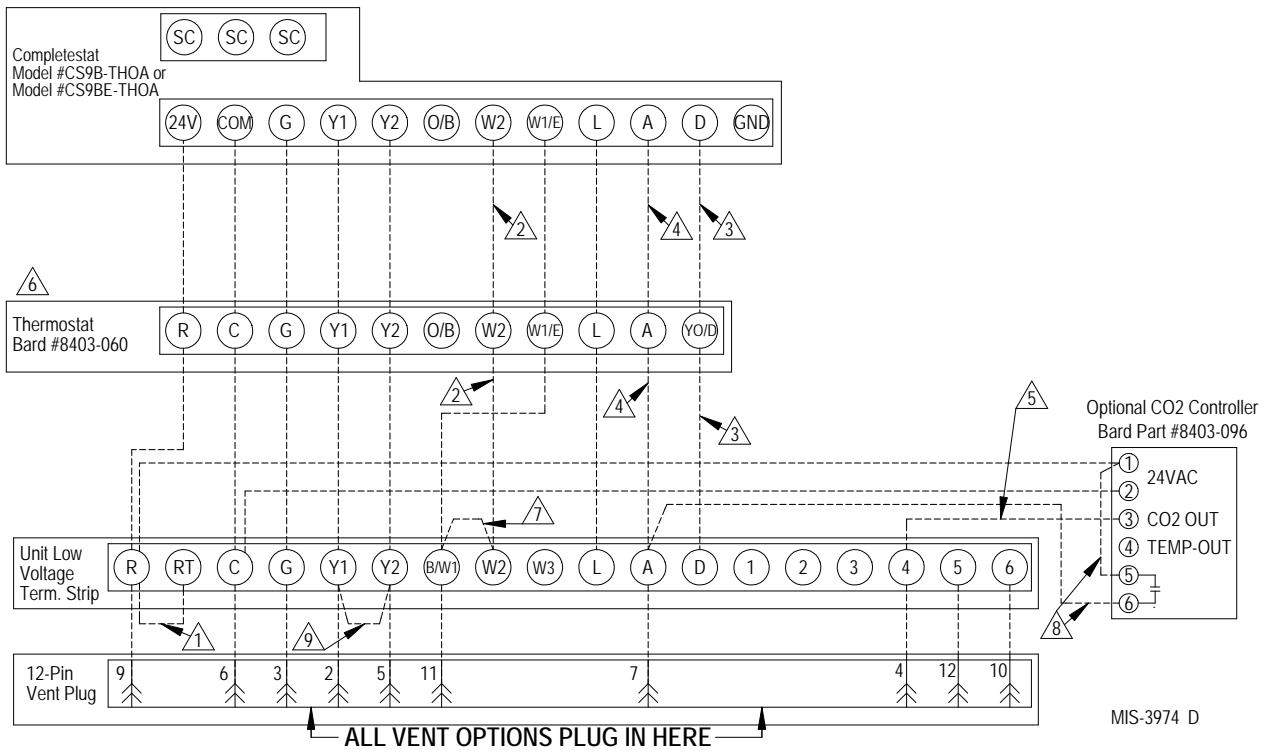 SC SC SC
Completestat
Model #CS9B-THOA or
Model #CS9BE-THOA
24V COM G Y1 Y2 O/B W2 W1/E L A D GND
2 4 3
6
Thermostat
Bard #8403-060
R C G Y1 Y2 O/B W2 W1/E L A YO/D
2 4 3 5
Optional CO2 Controller
Bard Part #8403-096
1 24VAC
2
3 CO2 OUT
4 TEMP-OUT
5
6
7
8
Unit Low
Voltage
Term. Strip
R RT C G Y1 Y2 B/W1 W2 W3 L A D 1 2 3 4 5 6
1 9
12-Pin
Vent Plug
9 6 3 2 5 11 7 4 12 10
ALL VENT OPTIONS PLUG IN HERE
MIS-3974 D